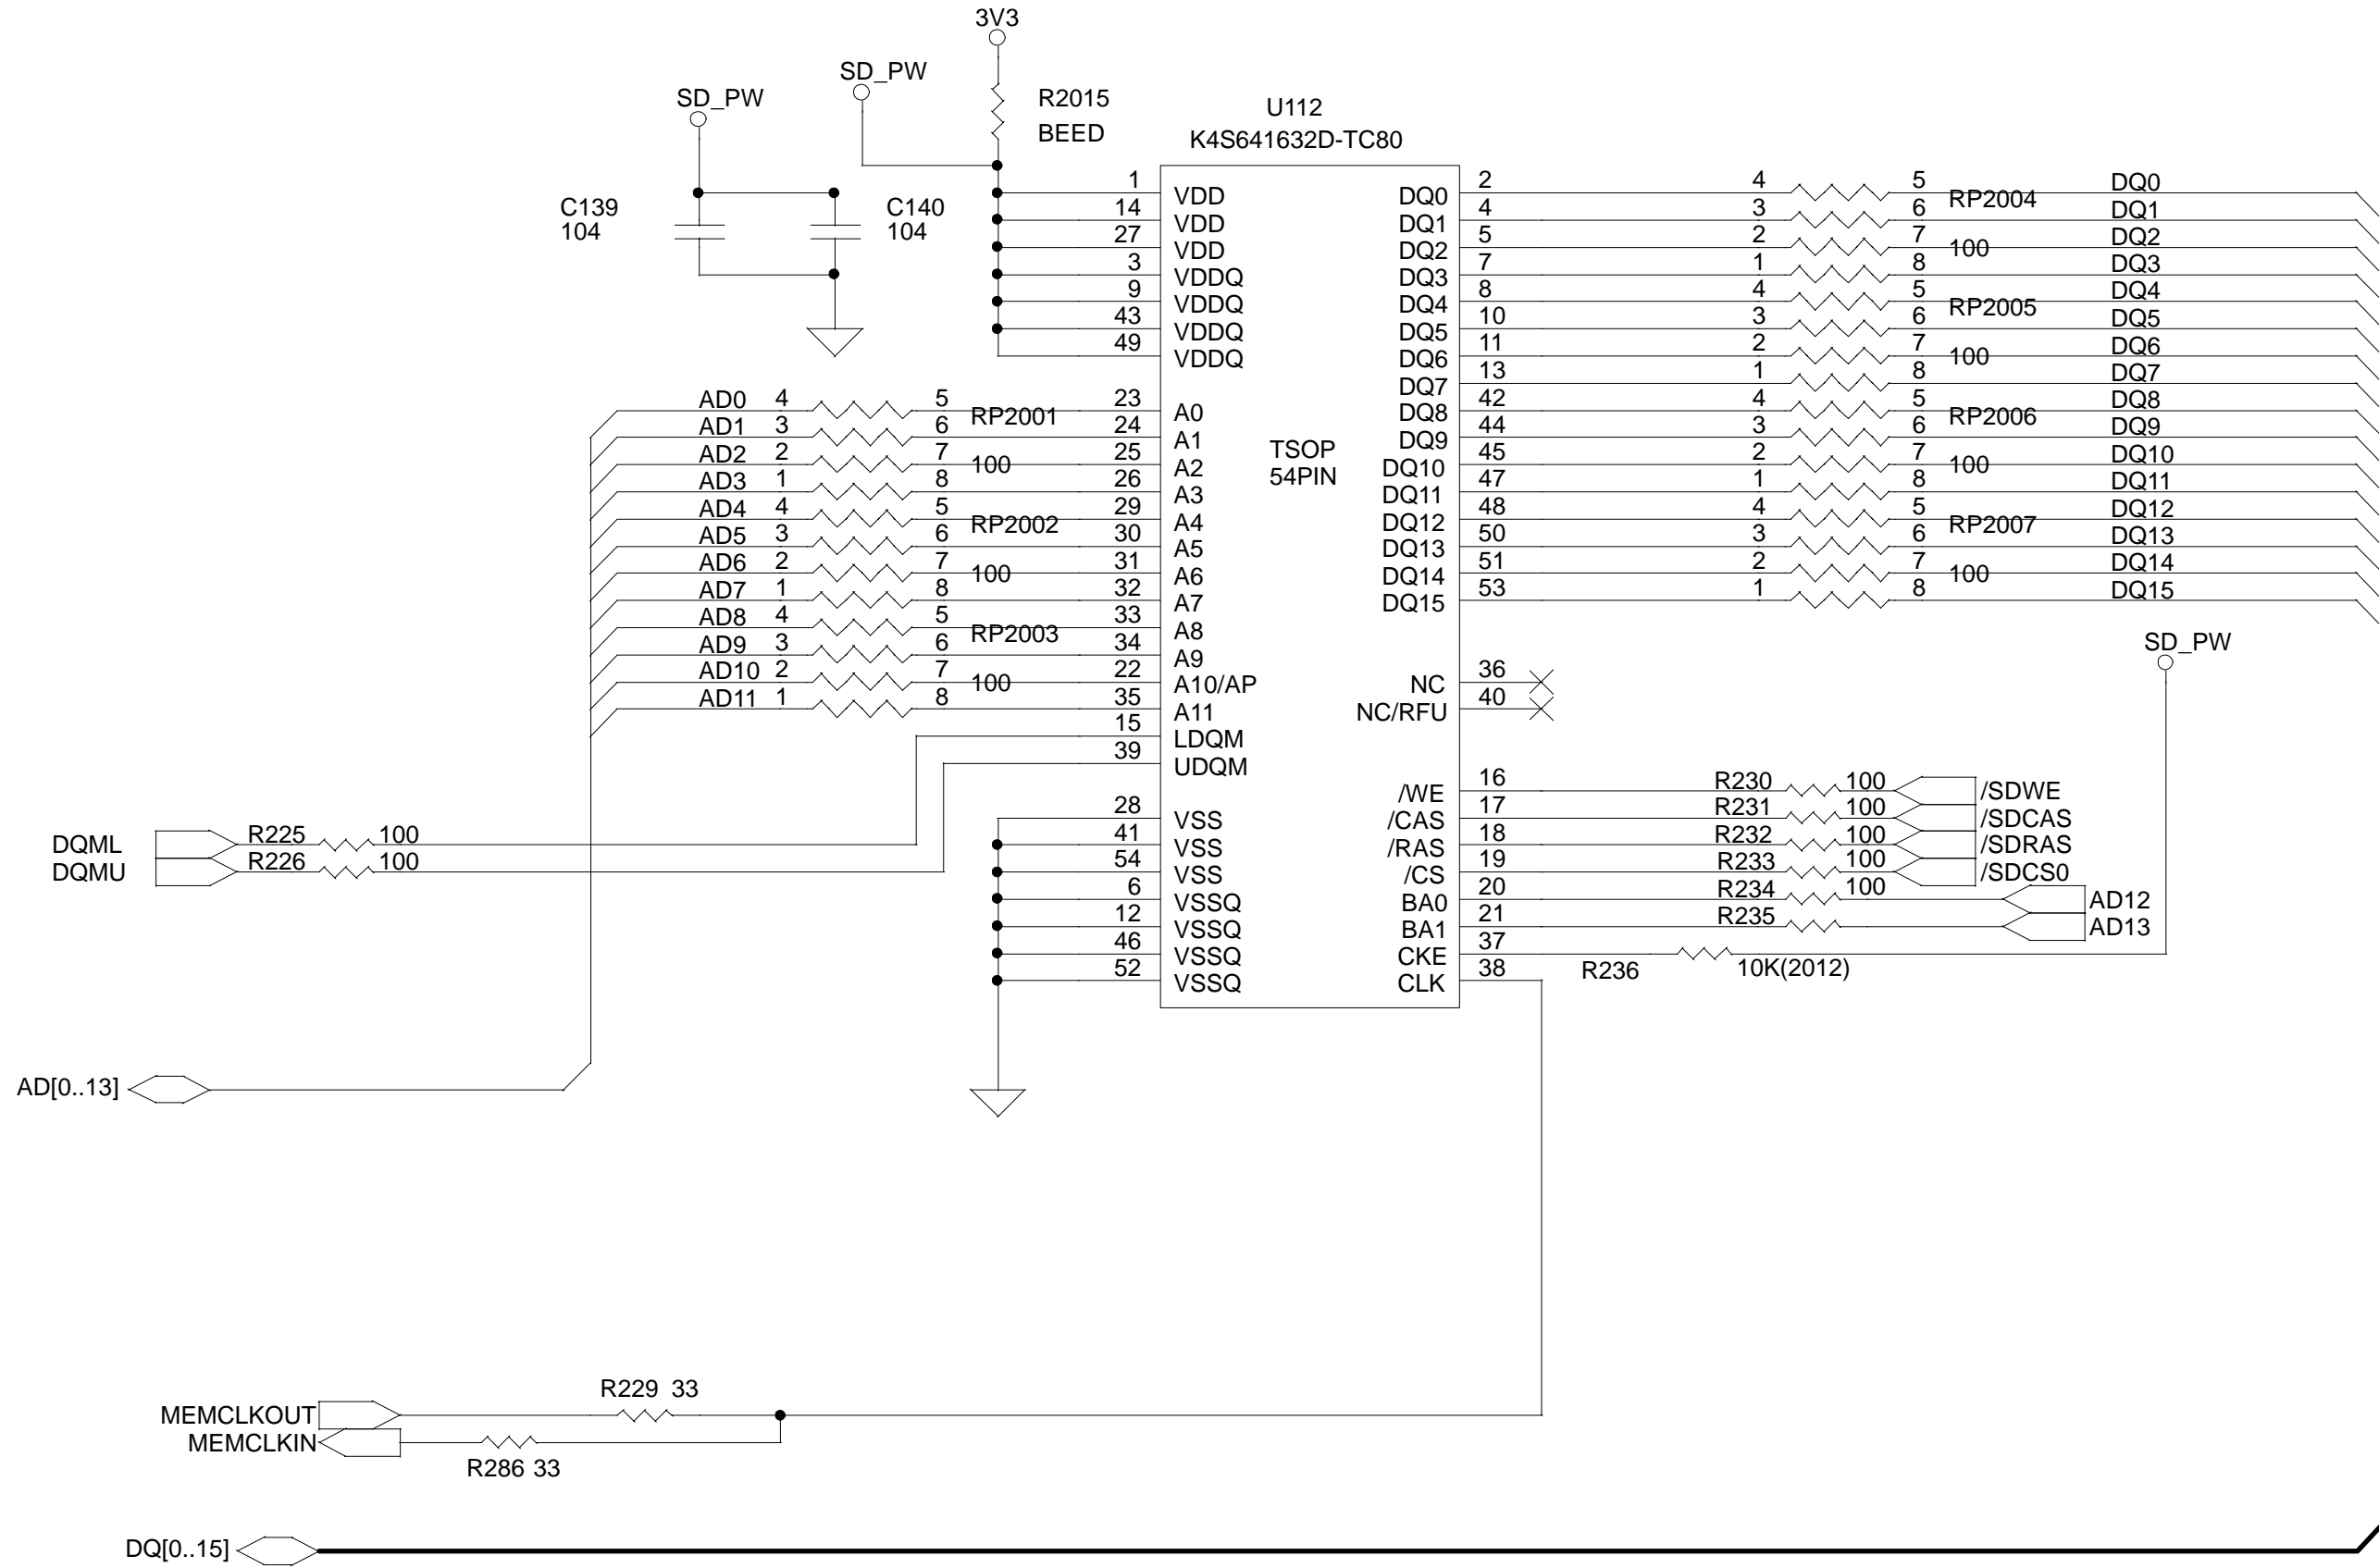 3V3
SD_PW
SD_PW
R2015
BEED
U112
K4S641632D-TC80
C139
104
C140
104
1 VDD DQ0 2 4 5 DQ0
RP2004
14 VDD DQ1 4 3 6 DQ1
27 VDD DQ2 5 2 7 100 DQ2
3 VDDQ DQ3 7 1 8 DQ3
9 VDDQ DQ4 8 4 5 DQ4
RP2005
43 VDDQ DQ5 10 3 6 DQ5
49 VDDQ DQ6 11 2 7 100 DQ6
DQ7 13 1 8 DQ7
AD0 4 5 23 A0 DQ8 42 4 5 DQ8
RP2001 RP2006
AD1 3 6 24 A1 DQ9 44 3 6 DQ9
AD2 2 7 100 25 A2 DQ10 45 2 7 100 DQ10
TSOP
54PIN
AD3 1 8 26 A3 DQ11 47 1 8 DQ11
AD4 4 5 29 A4 DQ12 48 4 5 DQ12
RP2002 RP2007
AD5 3 6 30 A5 DQ13 50 3 6 DQ13
AD6 2 7 100 31 A6 DQ14 51 2 7 100 DQ14
AD7 1 8 32 A7 DQ15 53 1 8 DQ15
AD8 4 5 33 A8
RP2003
AD9 3 6 34 A9
SD_PW
AD10 2 7 100 22 A10/AP NC 36
AD11 1 8 35 A11 NC/RFU 40
15 LDQM
39 UDQM
/WE 16 R230 100 /SDWE
28 VSS /CAS 17 R231 100 /SDCAS
DQML R225 100 41 VSS /RAS 18 R232 100 /SDRAS
DQMU R226 100 54 VSS /CS 19 R233 100 /SDCS0
6 VSSQ BA0 20 R234 100 AD12
12 VSSQ BA1 21 R235 AD13
46 VSSQ CKE 37 R236 10K(2012)
52 VSSQ CLK 38
AD[0..13]
R229 33
MEMCLKOUT
MEMCLKIN
R286 33
DQ[0..15]